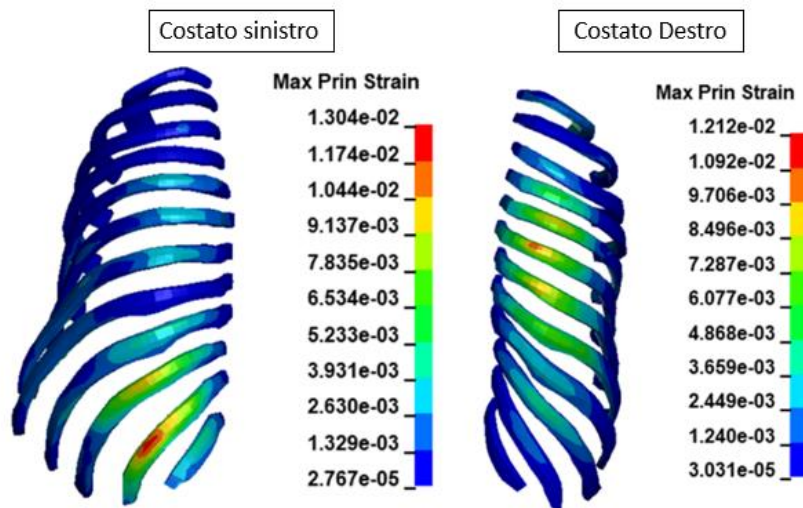 Costato sinistro
Max Prin Strain
1.304e-02
1.174e-02
1.044e-02
9.137e-03
7.835e-03
6.534e-03
5.233e-03
3.931e-03
2.630e-03
1.329e-03
2.767e-05
Costato Destro
Max Prin Strain
1.212e-02
1.092e-02
9.706e-03
8.496e-03
7.287e-03
6.077e-03
4.868e-03
3.659e-03
2.449e-03
1.240e-03
3.031e-05